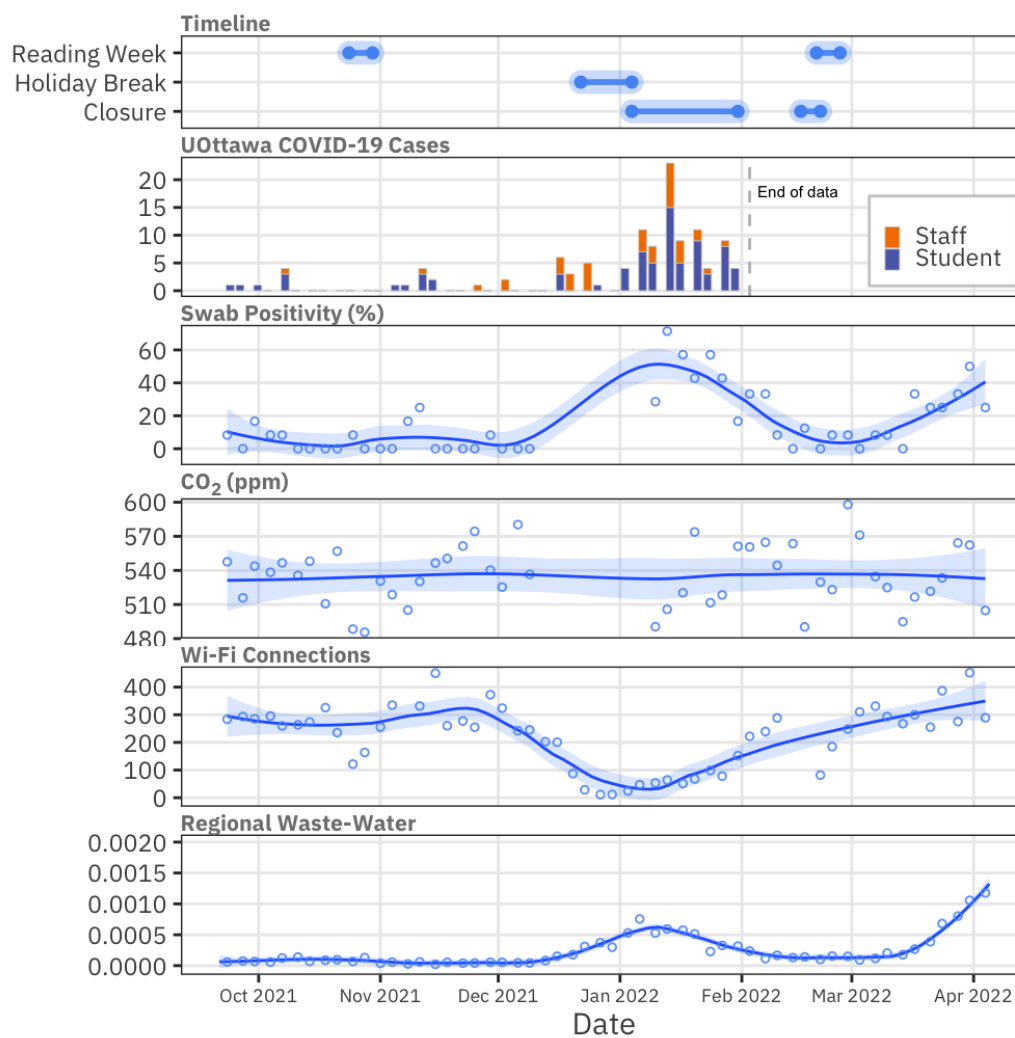 Timeline
Reading Week
Holiday Break
Closure
UOttawa COVID-19 Cases
20
15
10
5
0
End of data
Staff
Student
Swab Positivity (%)
60
40
20
0
CO2 (ppm)
600
570
540
510
480
Wi-Fi Connections
400
300
200
100
0
Regional Waste-Water
0.0020
0.0015
0.0010
0.0005
0.0000
Oct 2021 Nov 2021 Dec 2021 Jan 2022 Feb 2022 Mar 2022 Apr 2022
Date